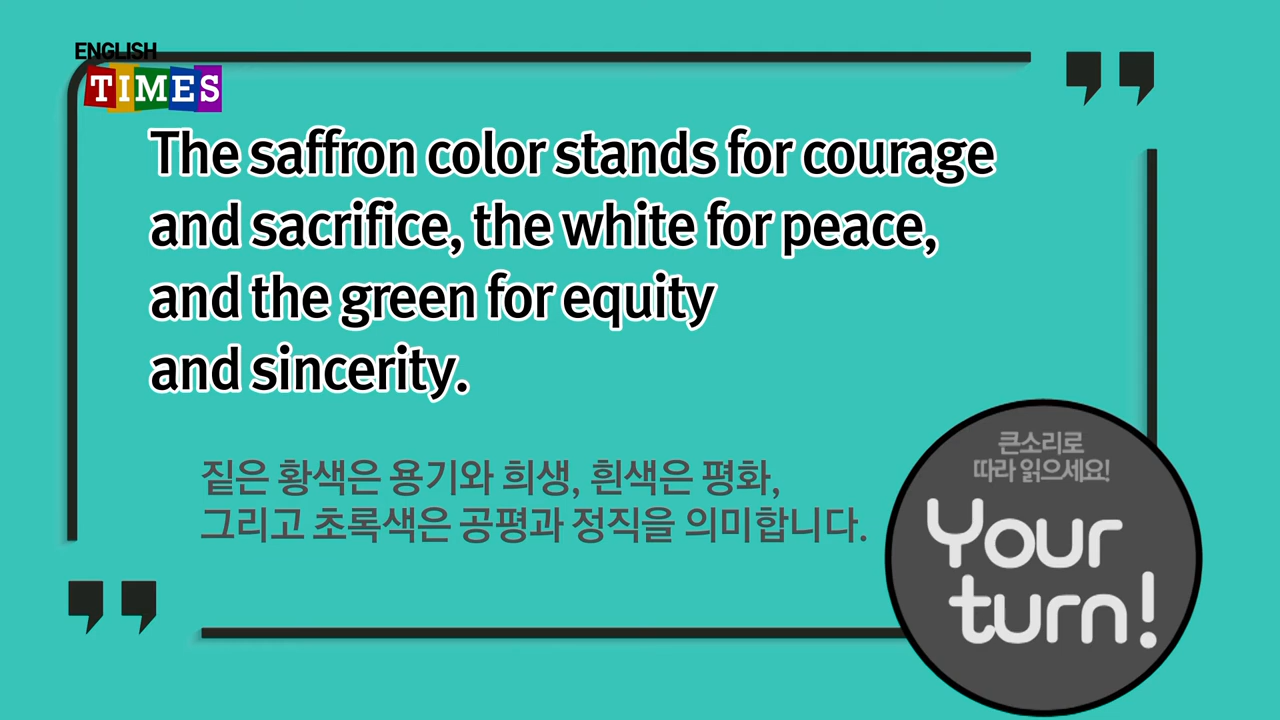 ENGLISH
TIMES
The saffron color stands for courage
and sacrifice, the white for peace,
and the green for equity
and sincerity.
짙은 황색은 용기와 희생, 흰색은 평화,
그리고 초록색은 공평과 정직을 의미합니다.
큰소리로
따라 읽으세요!
Your
turn!